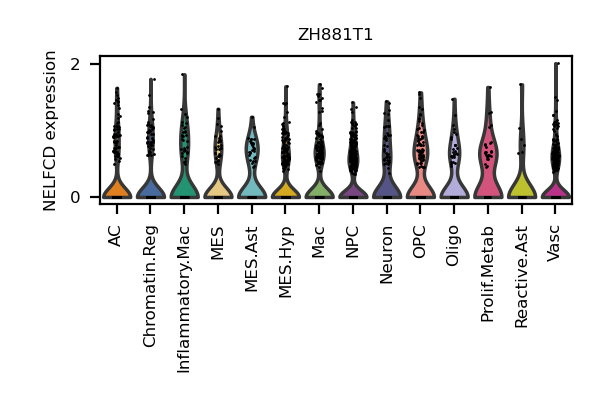 ZH881T1
NELFCD expression
2
0
AC
Chromatin.Reg
Inflammatory.Mac
MES
MES.Ast
MES.Hyp
Mac
NPC
Neuron
OPC
Oligo
Prolif.Metab
Reactive.Ast
Vasc